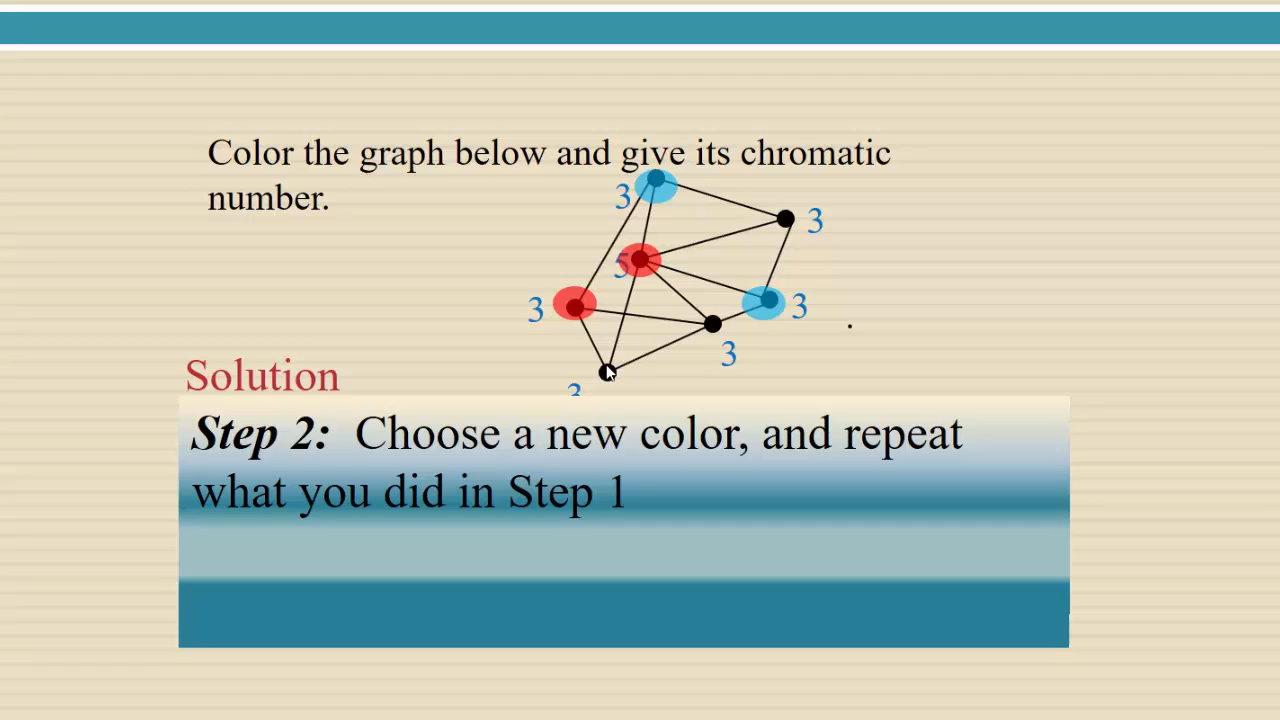 Color the graph below and give its chromatic
number.
3
3
5
3
3
3
3
Solution
Step 2: Choose a new color, and repeat
what you did in Step 1